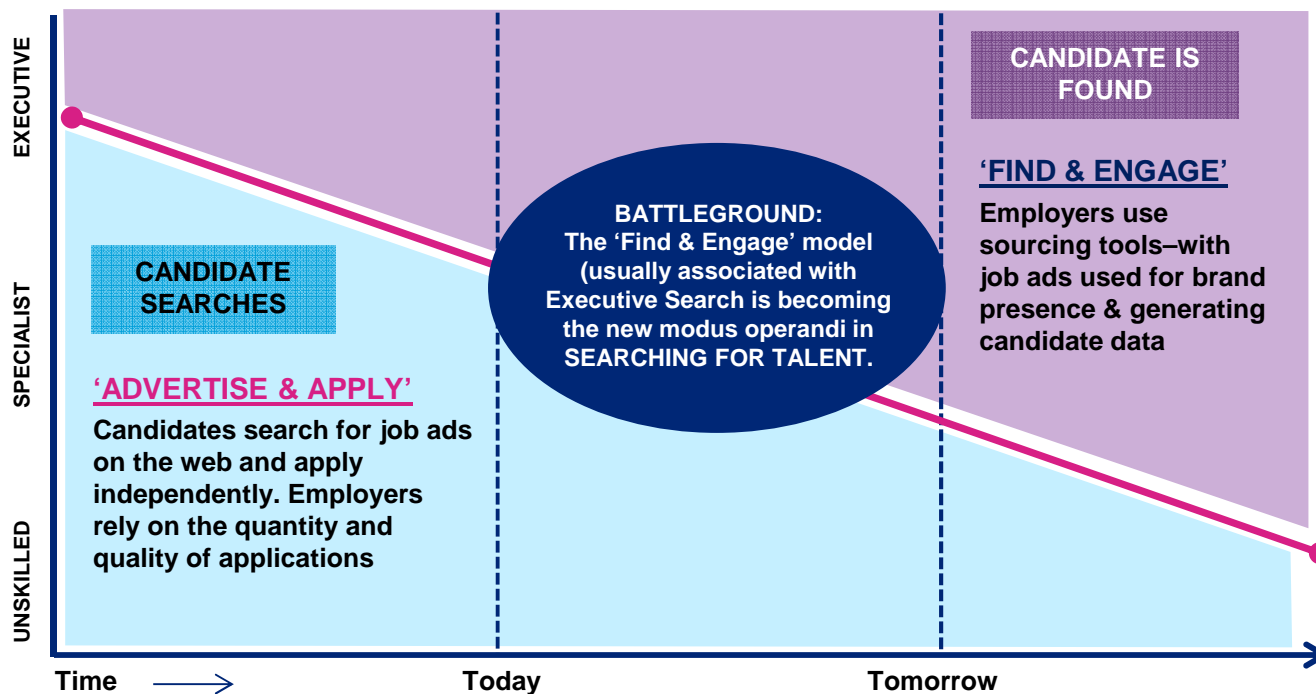 EXECUTIVE
SPECIALIST
UNSKILLED
CANDIDATE
SEARCHES
‘ADVERTISE & APPLY’
Candidates search for job ads
on the web and apply
independently. Employers
rely on the quantity and
quality of applications
BATTLEGROUND:
The ‘Find & Engage’ model
(usually associated with
Executive Search is becoming
the new modus operandi in
SEARCHING FOR TALENT.
CANDIDATE IS
FOUND
‘FIND & ENGAGE’
Employers use
sourcing tools–with
job ads used for brand
presence & generating
candidate data
Time
Today
Tomorrow